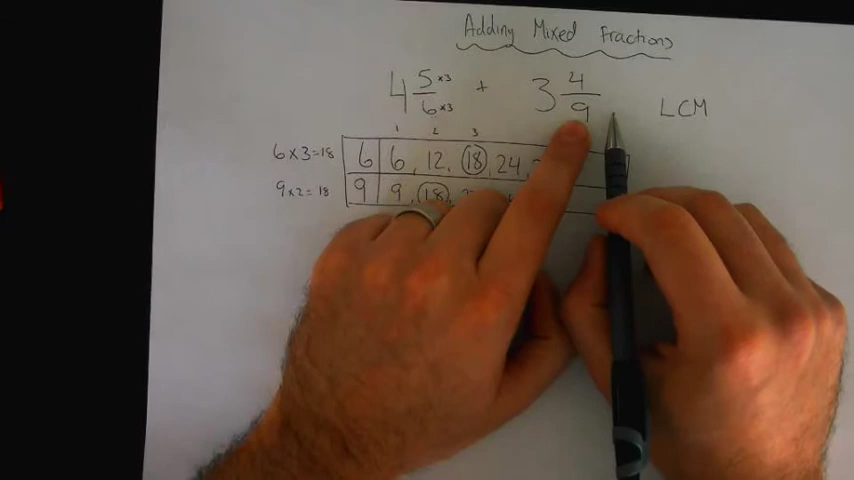 Adding Mixed Fractions
4 5/6 ×3 ×3 + 3 4/9 LCM
1 2 3
6×3=18 6 6, 12, 18, 24,
9×2=18 9 9, 18,